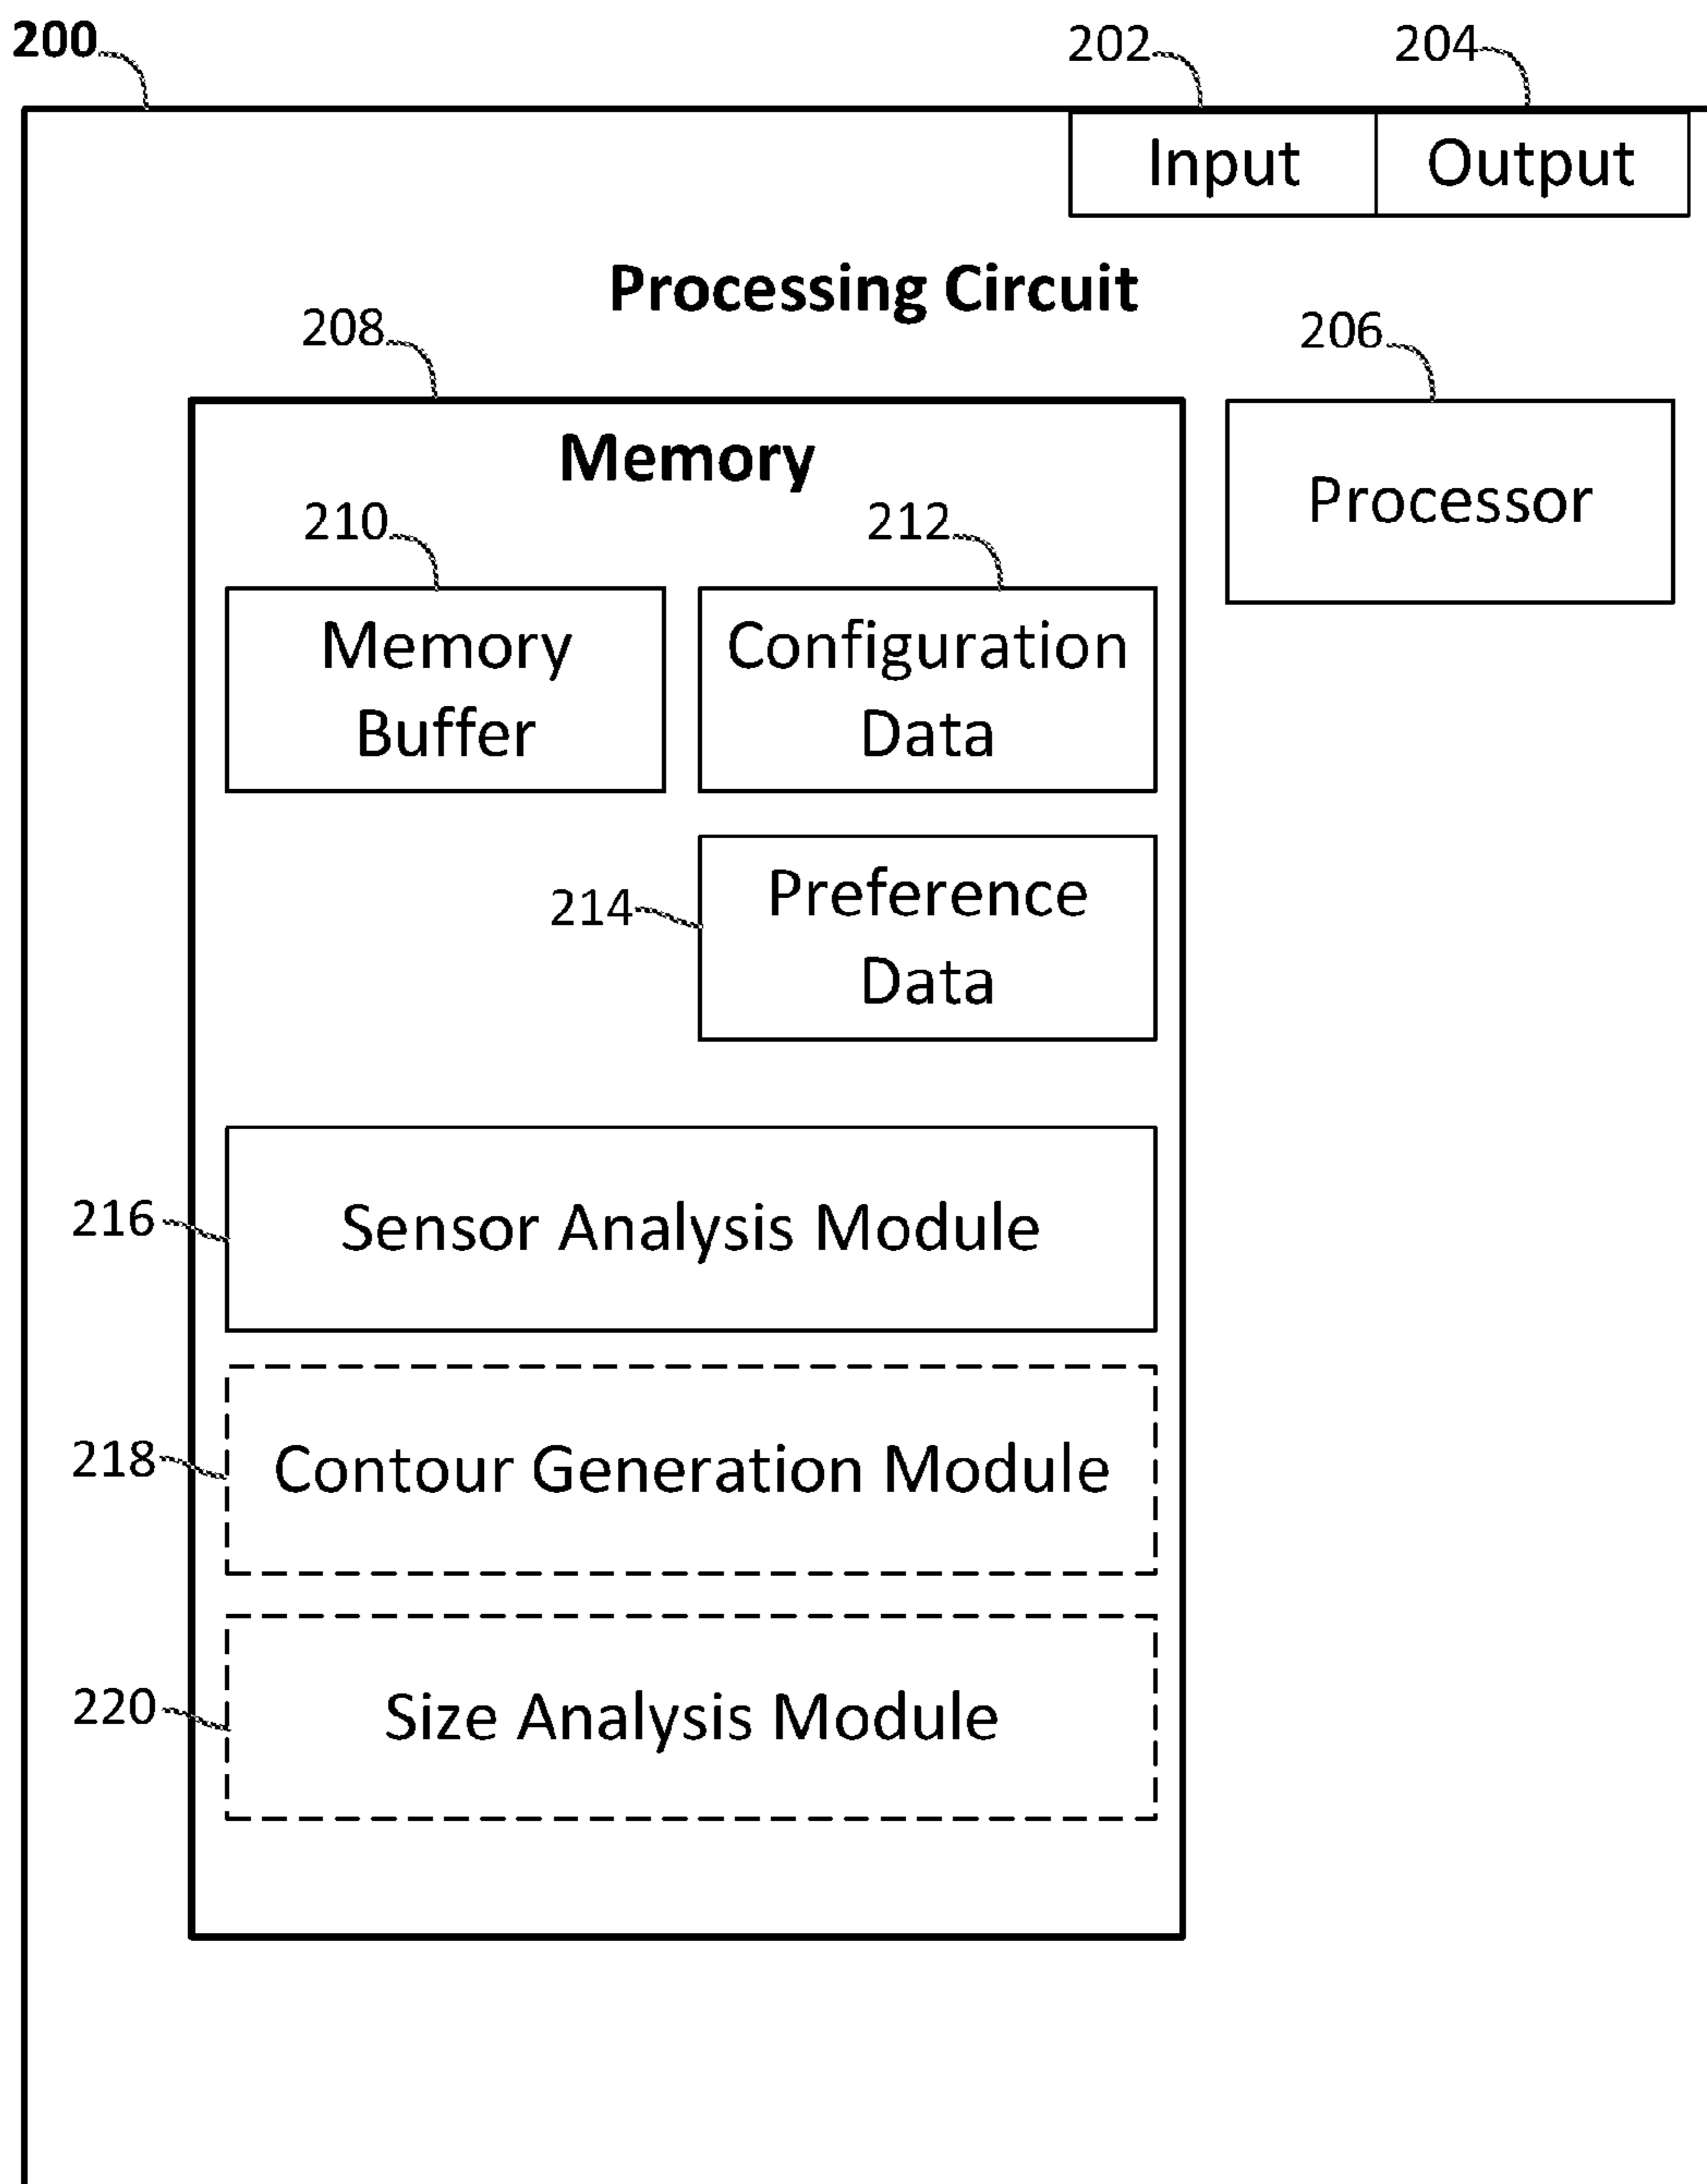 200
202
204
Input
Output
Processing Circuit
208
206
Memory
Processor
210
212
Memory
Buffer
Configuration
Data
214
Preference
Data
216
Sensor Analysis Module
218
Contour Generation Module
220
Size Analysis Module